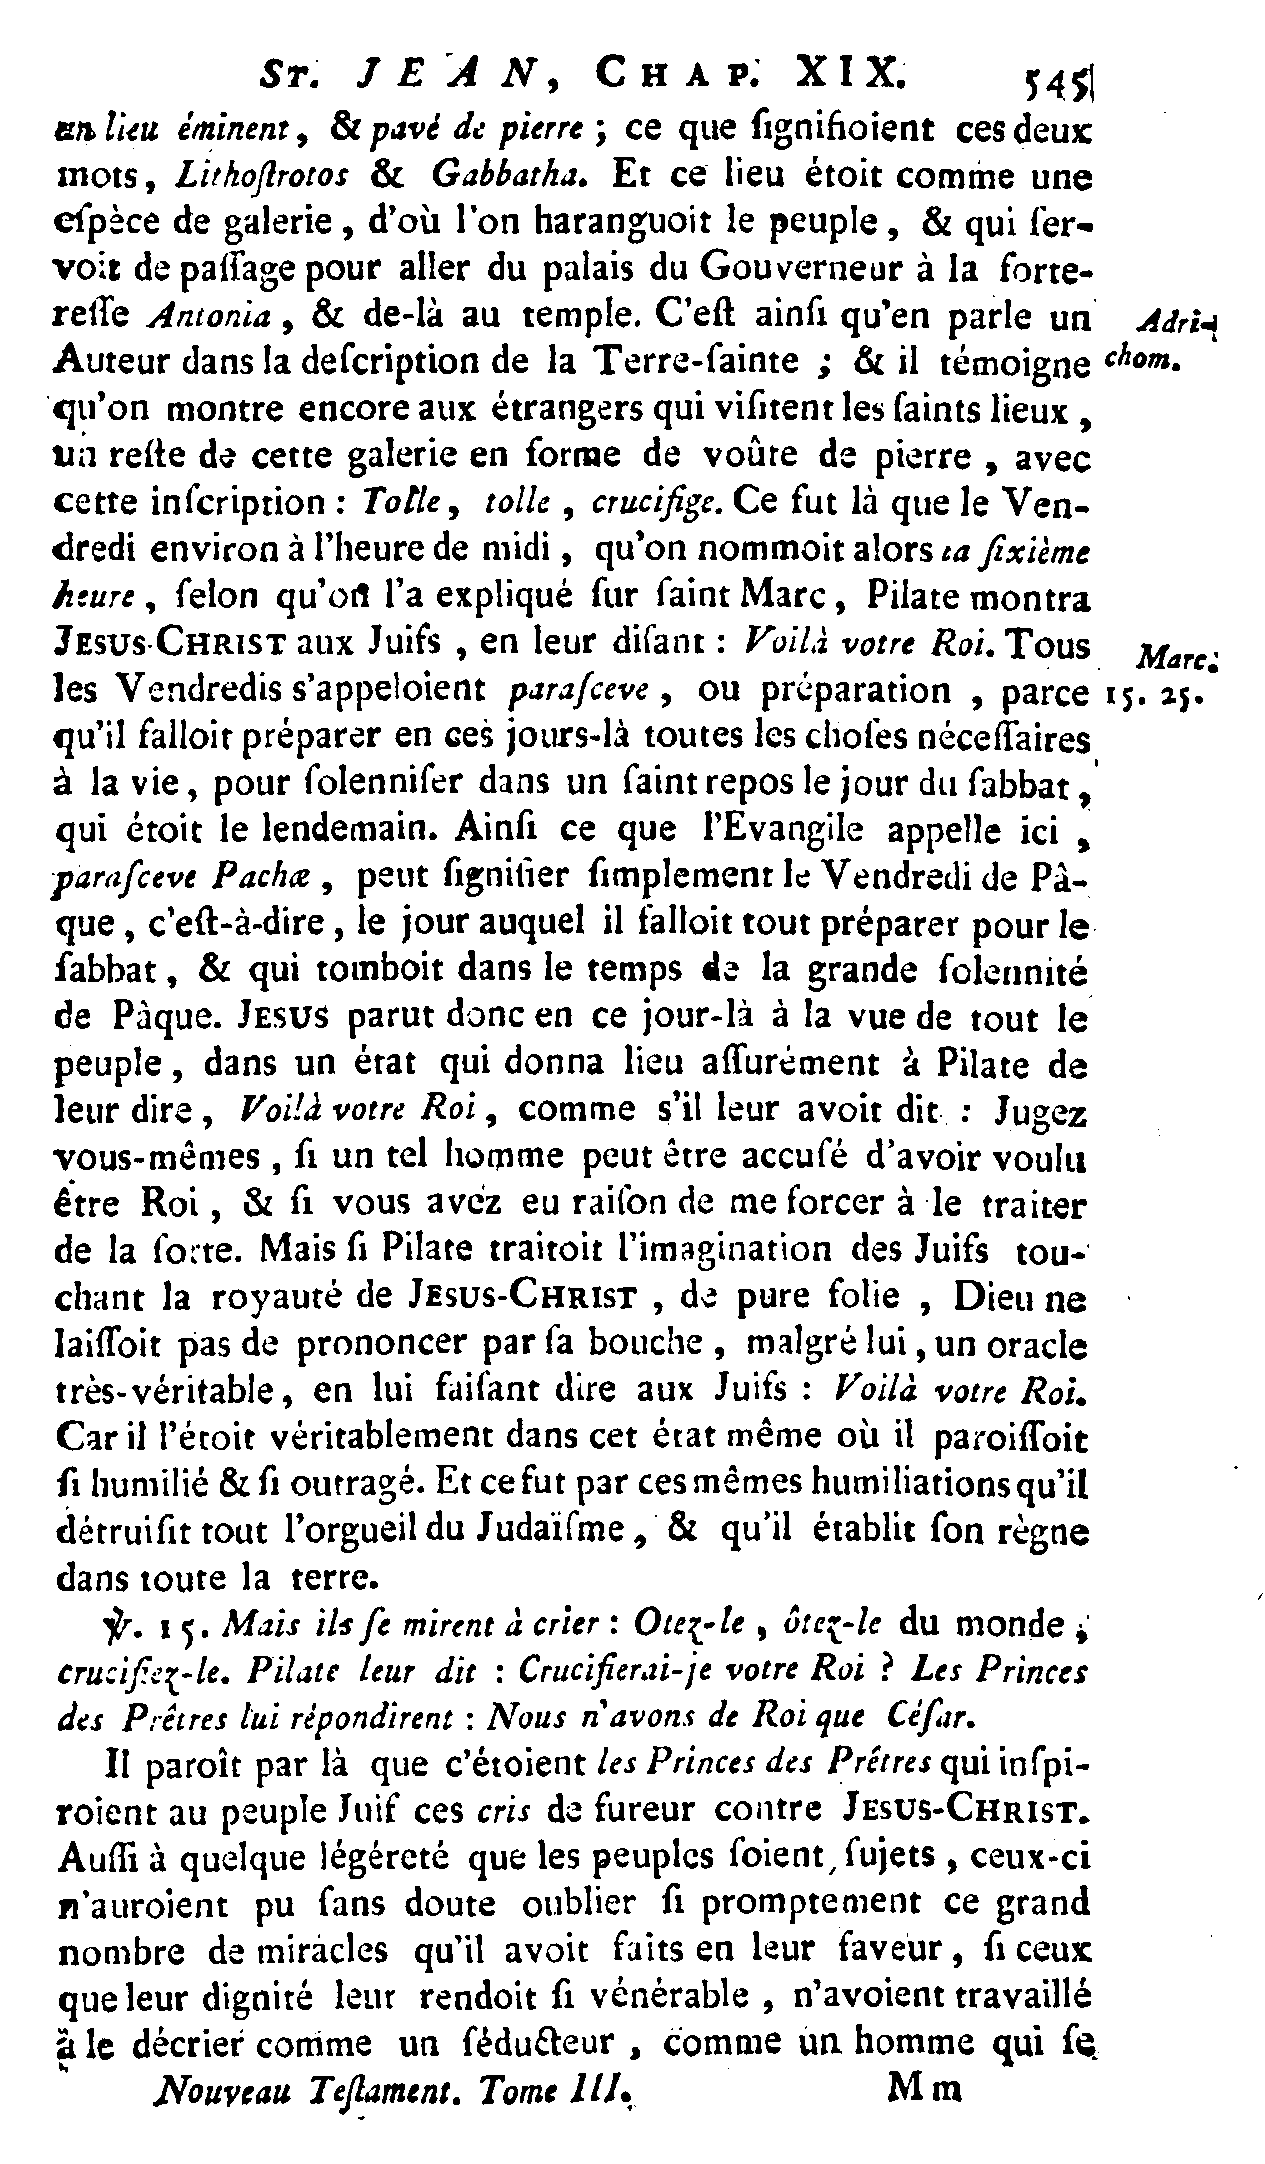 St. JEAN, CHAP. XIX. 545
un lieu éminent, & pavé de pierre ; ce que ſignifioient ces deux
mots, Lithoſtrotos & Gabbatha. Et ce lieu étoit comme une
eſpèce de galerie, d'où l'on haranguoit le peuple, & qui ſer-
voit de paſſage pour aller du palais du Gouverneur à la forte-
reſſe Antonia, & de-là au temple. C'eſt ainſi qu'en parle un
Adri-
Auteur dans la deſcription de la Terre-ſainte ; & il témoigne
chom.
qu'on montre encore aux étrangers qui viſitent les ſaints lieux,
un reſte de cette galerie en forme de voûte de pierre, avec
cette inſcription : Tolle, tolle, crucifige. Ce fut là que le Ven-
dredi environ à l'heure de midi, qu'on nommoit alors la ſixième
heure, ſelon qu'on l'a expliqué ſur ſaint Marc, Pilate montra
JESUS-CHRIST aux Juifs, en leur diſant : Voilà votre Roi. Tous
Marc.
les Vendredis s'appeloient paraſceve, ou préparation, parce
15. 25.
qu'il falloit préparer en ces jours-là toutes les choſes néceſſaires
à la vie, pour ſolenniſer dans un ſaint repos le jour du ſabbat,
qui étoit le lendemain. Ainſi ce que l'Evangile appelle ici,
paraſceve Pachæ, peut ſignifier ſimplement le Vendredi de Pâ-
que, c'eſt-à-dire, le jour auquel il falloit tout préparer pour le
ſabbat, & qui tomboit dans le temps de la grande ſolennité
de Pâque. JESUS parut donc en ce jour-là à la vue de tout le
peuple, dans un état qui donna lieu aſſurément à Pilate de
leur dire, Voilà votre Roi, comme s'il leur avoit dit : Jugez
vous-mêmes, ſi un tel homme peut être accuſé d'avoir voulu
être Roi, & ſi vous avez eu raiſon de me forcer à le traiter
de la ſorte. Mais ſi Pilate traitoit l'imagination des Juifs tou-
chant la royauté de JESUS-CHRIST, de pure folie, Dieu ne
laiſſoit pas de prononcer par ſa bouche, malgré lui, un oracle
très-véritable, en lui faiſant dire aux Juifs : Voilà votre Roi.
Car il l'étoit véritablement dans cet état même où il paroiſſoit
ſi humilié & ſi outragé. Et ce fut par ces mêmes humiliations qu'il
détruiſit tout l'orgueil du Judaïſme, & qu'il établit ſon règne
dans toute la terre.
℣. 15. Mais ils ſe mirent à crier : Otez-le, ôtez-le du monde ;
crucifiez-le. Pilate leur dit : Crucifierai-je votre Roi ? Les Princes
des Prêtres lui répondirent : Nous n'avons de Roi que Céſar.
Il paroît par là que c'étoient les Princes des Prêtres qui inſpi-
roient au peuple Juif ces cris de fureur contre JESUS-CHRIST.
Auſſi à quelque légéreté que les peuples ſoient ſujets, ceux-ci
n'auroient pu ſans doute oublier ſi promptement ce grand
nombre de miracles qu'il avoit faits en leur faveur, ſi ceux
que leur dignité leur rendoit ſi vénérable, n'avoient travaillé
à le décrier comme un ſéducteur, comme un homme qui ſe
Nouveau Teſtament. Tome III. Mm